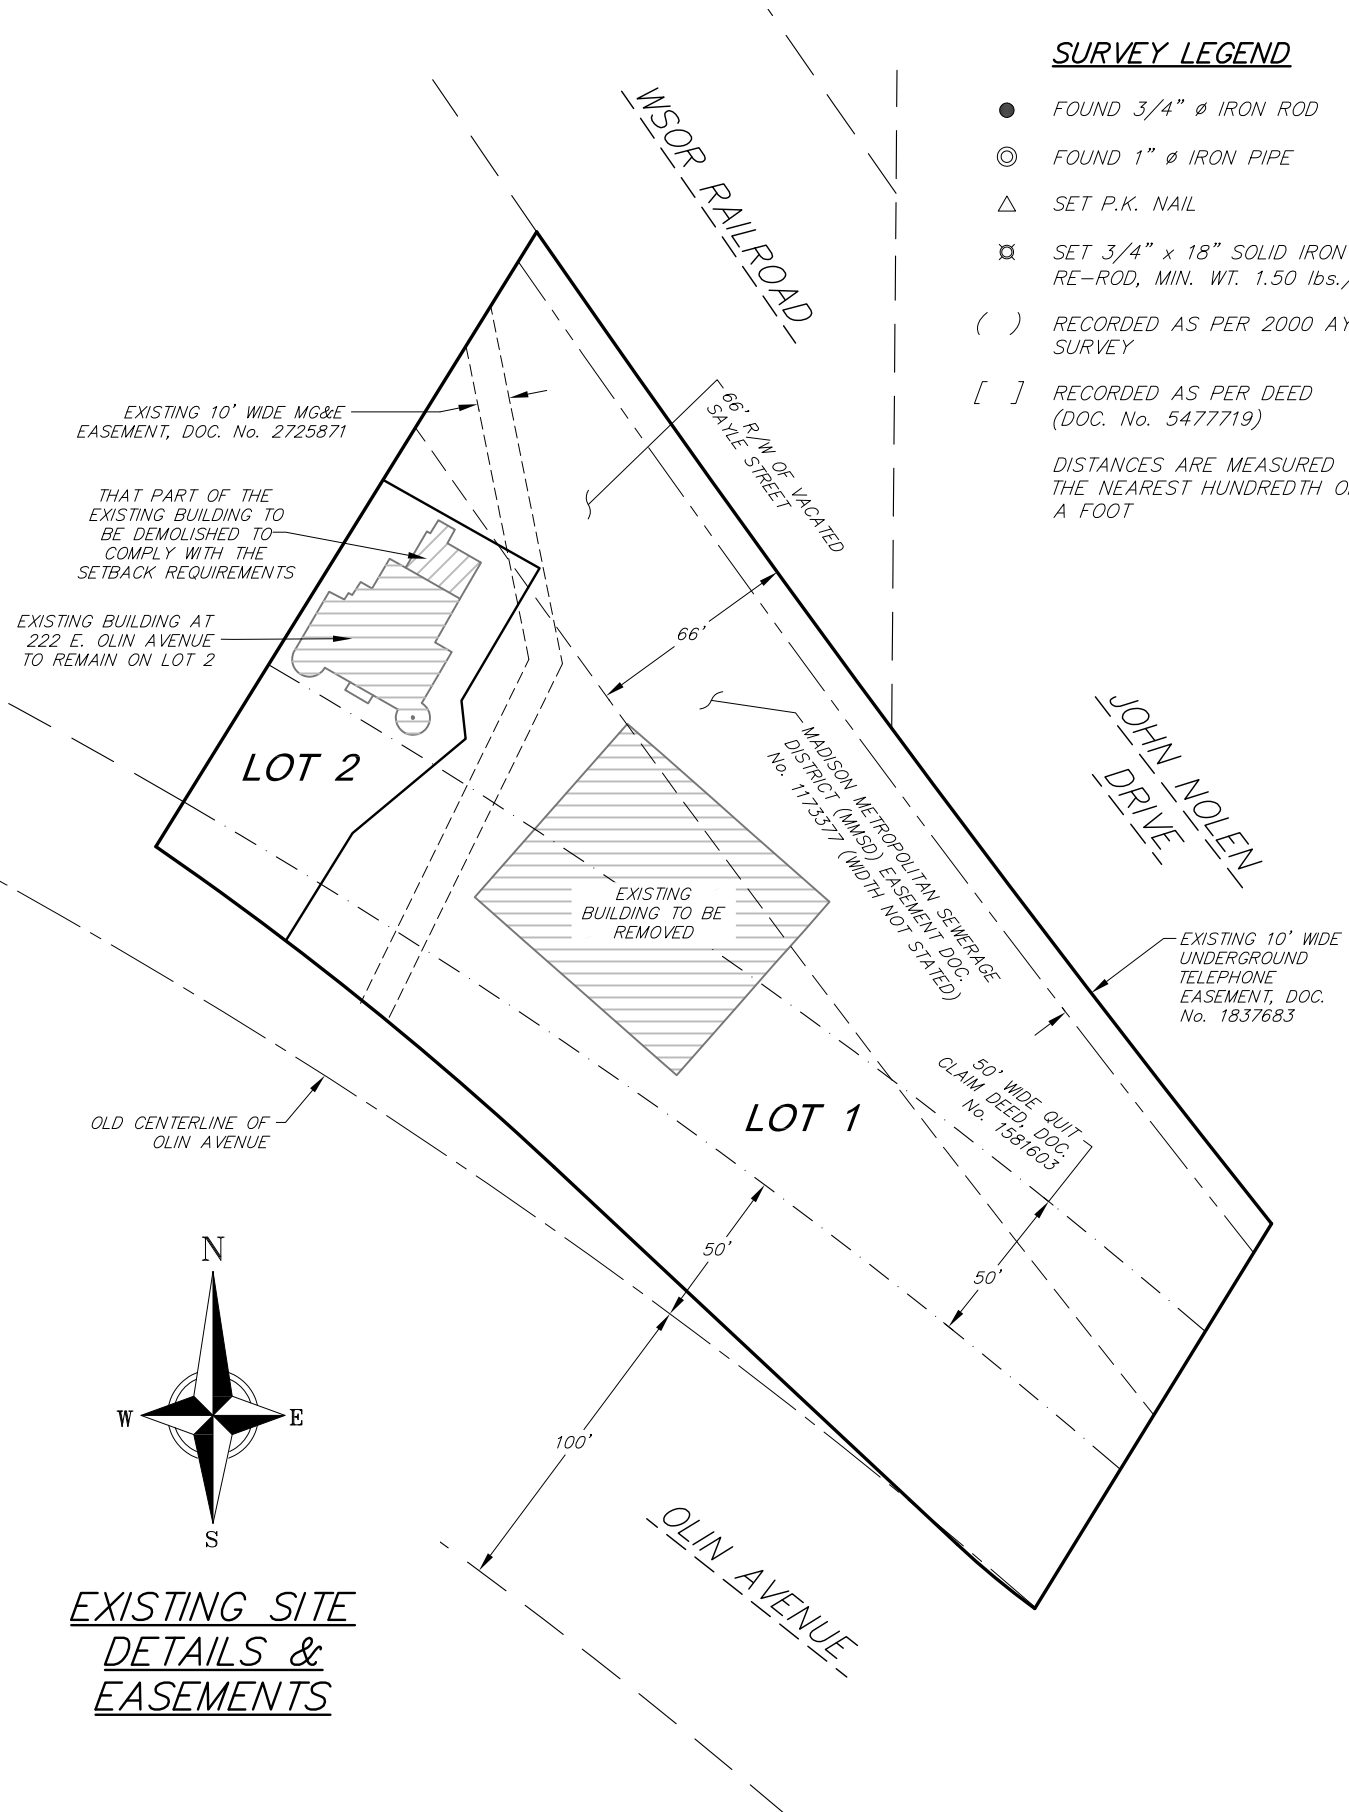 SURVEY LEGEND
FOUND 3/4" ø IRON ROD
FOUND 1" ø IRON PIPE
SET P.K. NAIL
SET 3/4" x 18" SOLID IRON
RE-ROD, MIN. WT. 1.50 lbs./
( ) RECORDED AS PER 2000 AY
SURVEY
[ ] RECORDED AS PER DEED
(DOC. No. 5477719)
DISTANCES ARE MEASURED
THE NEAREST HUNDREDTH
A FOOT
WSOR RAILROAD
EXISTING 10' WIDE MG&E
EASEMENT, DOC. No. 2725871
66' R/W OF VACATED
SAYLE STREET
THAT PART OF THE
EXISTING BUILDING TO
BE DEMOLISHED TO
COMPLY WITH THE
SETBACK REQUIREMENTS
EXISTING BUILDING AT
222 E. OLIN AVENUE
TO REMAIN ON LOT 2
66'
LOT 2
MADISON METROPOLITAN SEWERAGE
DISTRICT (MMSD) EASEMENT DOC.
No. 1173377 (WIDTH NOT STATED)
JOHN NOLEN
DRIVE
EXISTING
BUILDING TO BE
REMOVED
EXISTING 10' WIDE
UNDERGROUND
TELEPHONE
EASEMENT, DOC.
No. 1837683
50' WIDE QUIT
CLAIM DEED, DOC.
No. 1581603
LOT 1
OLD CENTERLINE OF
OLIN AVENUE
50'
50'
100'
N
W
E
S
OLIN AVENUE
EXISTING SITE
DETAILS &
EASEMENTS